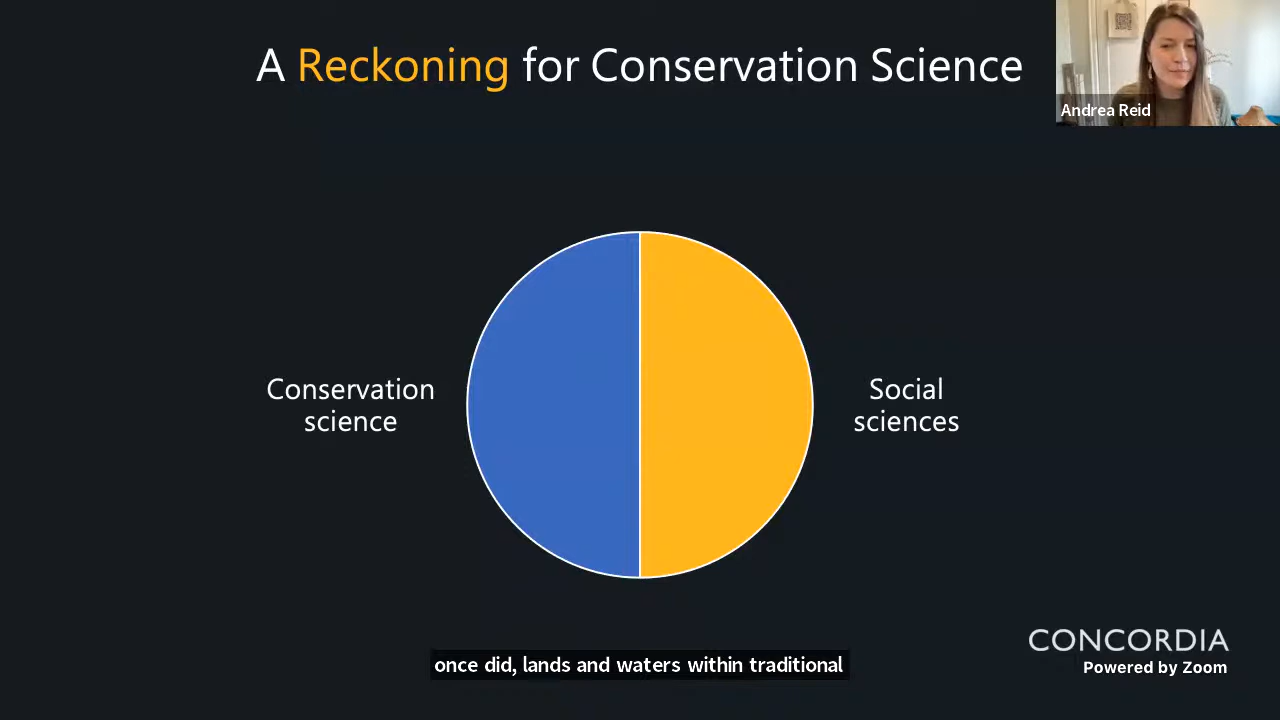 A Reckoning for Conservation Science
Andrea Reid
Conservation
science
Social
sciences
once did, lands and waters within traditional
CONCORDIA
Powered by Zoom